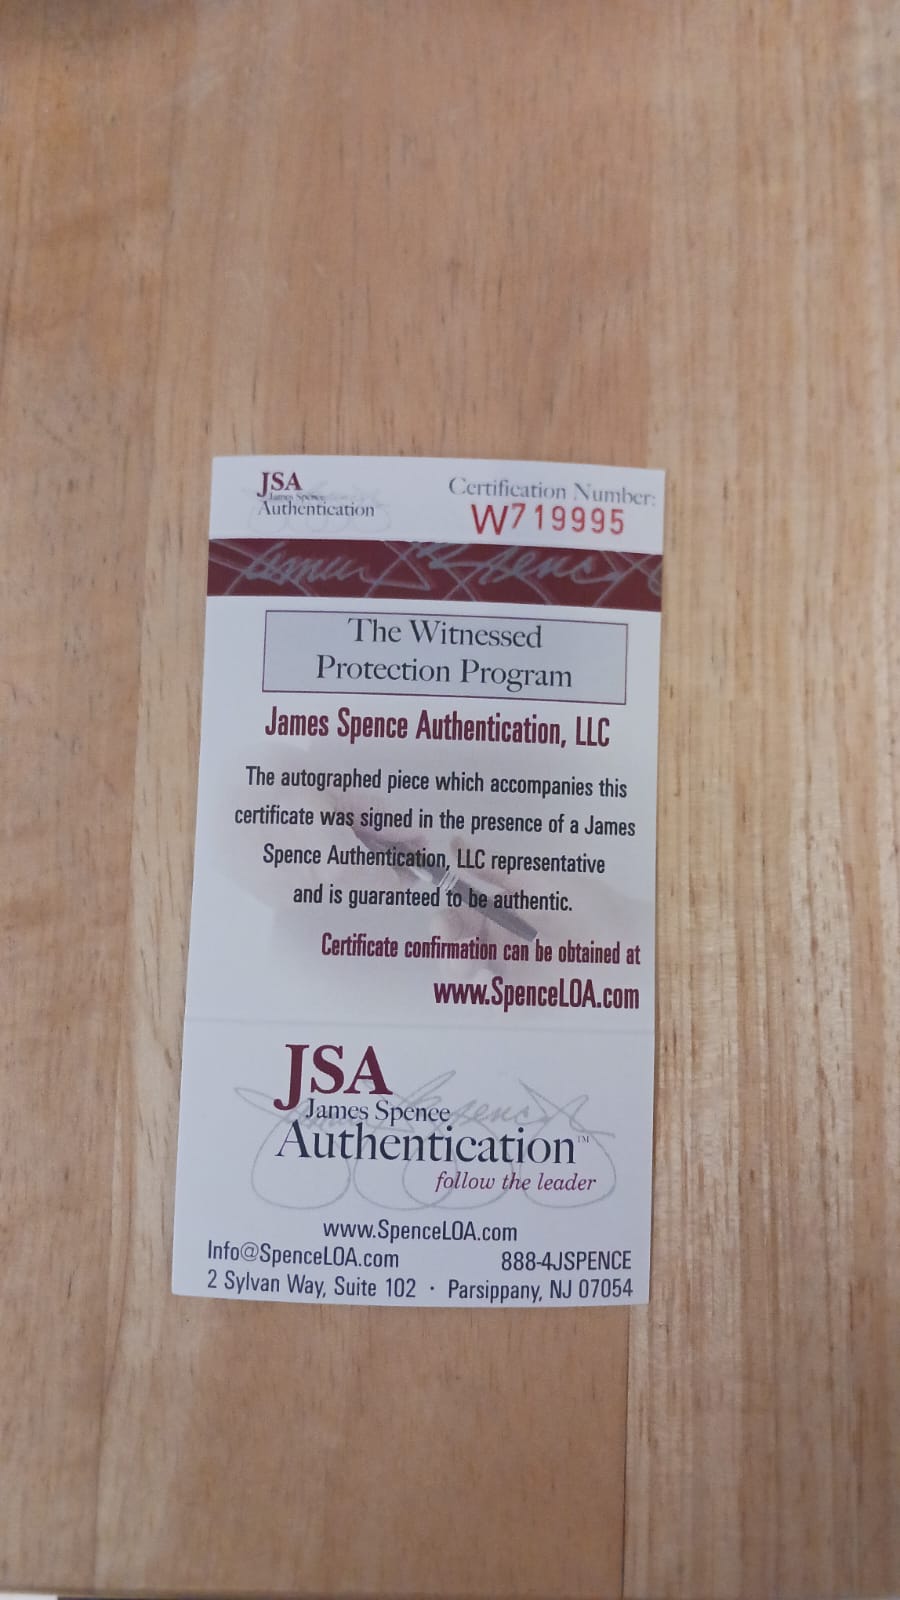 JSA
James Spence
Authentication
Certification Number:
W719995
James Spence
The Witnessed
Protection Program
James Spence Authentication, LLC
The autographed piece which accompanies this
certificate was signed in the presence of a James
Spence Authentication, LLC representative
and is guaranteed to be authentic.
Certificate confirmation can be obtained at
www.SpenceLOA.com
JSA
James Spence
Authentication™
follow the leader
www.SpenceLOA.com
Info@SpenceLOA.com 888-4JSPENCE
2 Sylvan Way, Suite 102 · Parsippany, NJ 07054